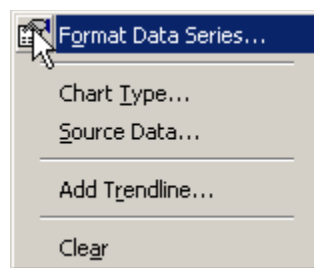 Format Data Series...
Chart Type...
Source Data...
Add Trendline...
Clear